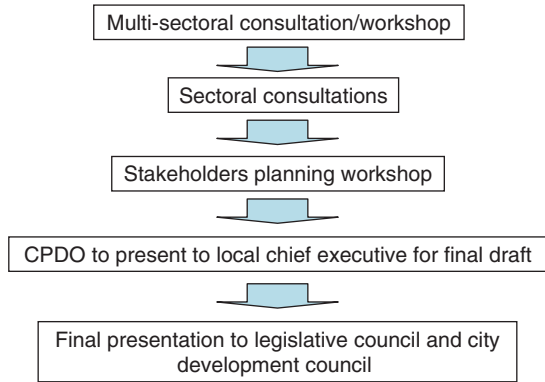 Multi-sectoral consultation/workshop
Sectoral consultations
Stakeholders planning workshop
CPDO to present to local chief executive for final draft
Final presentation to legislative council and city
development council